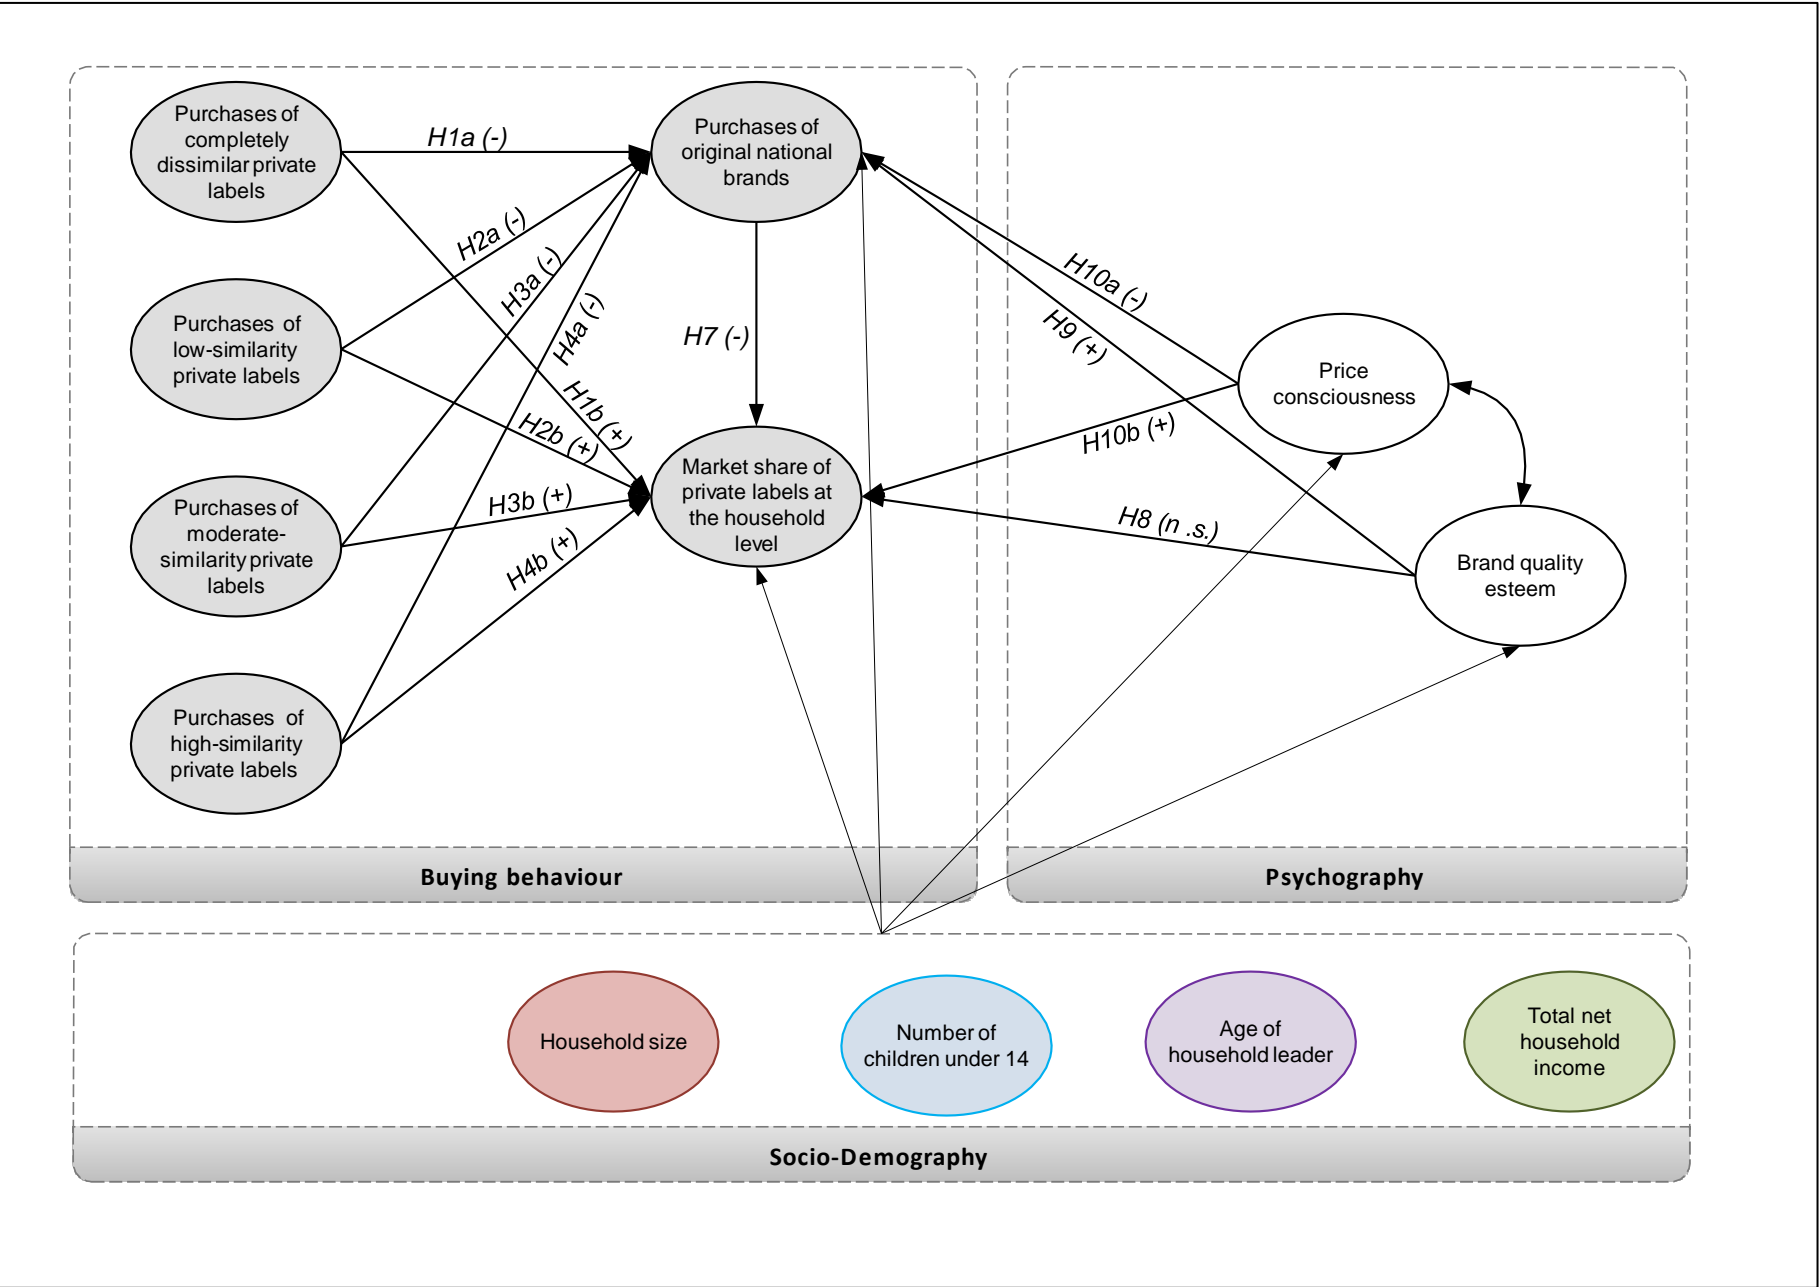 Purchases of
completely
dissimilar private
labels
H1a (-)
Purchases of
original national
brands
H2a (-)
H3a (-)
H4a (-)
Purchases of
low-similarity
private labels
H7 (-)
H10a (-)
H9 (+)
Price
consciousness
H1b (+)
H2b (+)
H10b (+)
Purchases of
moderate-
similarity private
labels
H3b (+)
H4b (+)
Market share of
private labels at
the household
level
H8 (n .s.)
Brand quality
esteem
Purchases of
high-similarity
private labels
Buying behaviour
Psychography
Household size
Number of
children under 14
Age of
household leader
Total net
household
income
Socio-Demography